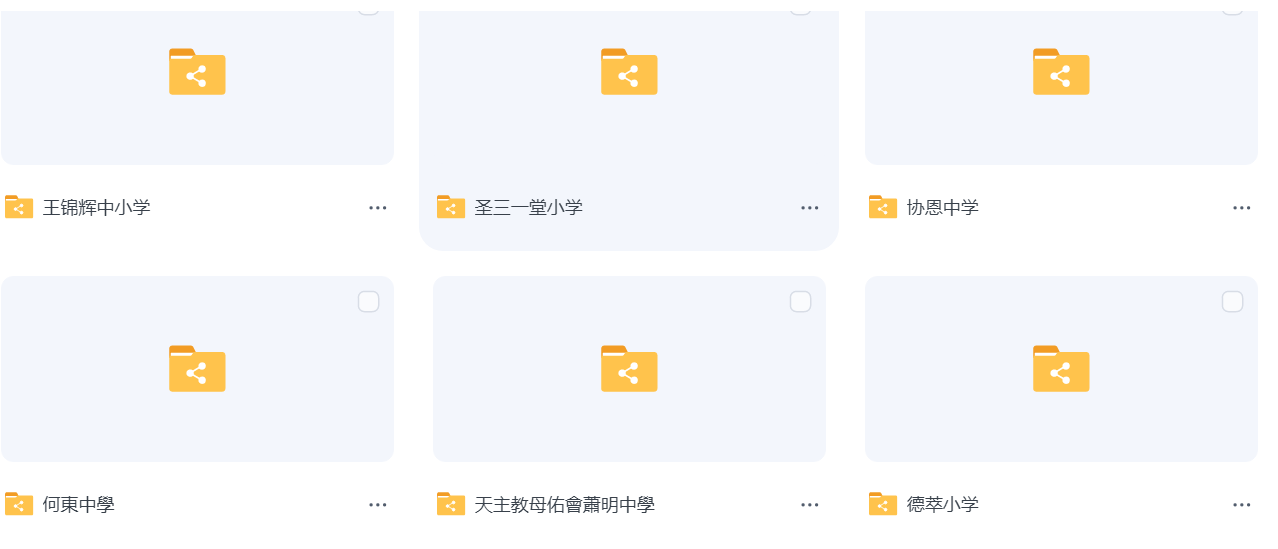 王锦辉中小学
圣三一堂小学
协恩中学
何東中學
天主教母佑會蕭明中學
德萃小学